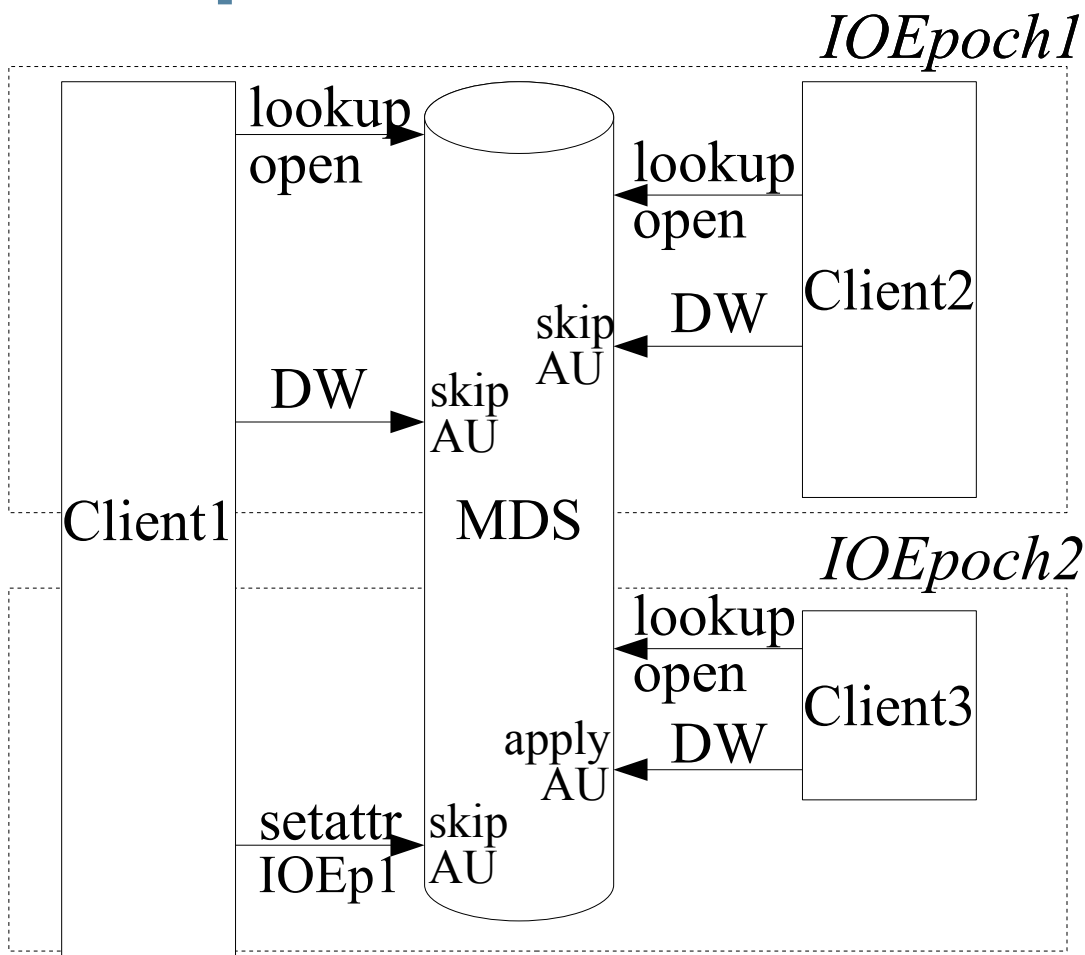 IOEpoch1
lookup
open
lookup
open
Client2
DW
skip
AU
DW
skip
AU
Client1
MDS
IOEpoch2
lookup
open
Client3
DW
apply
AU
setattr
IOEp1
skip
AU